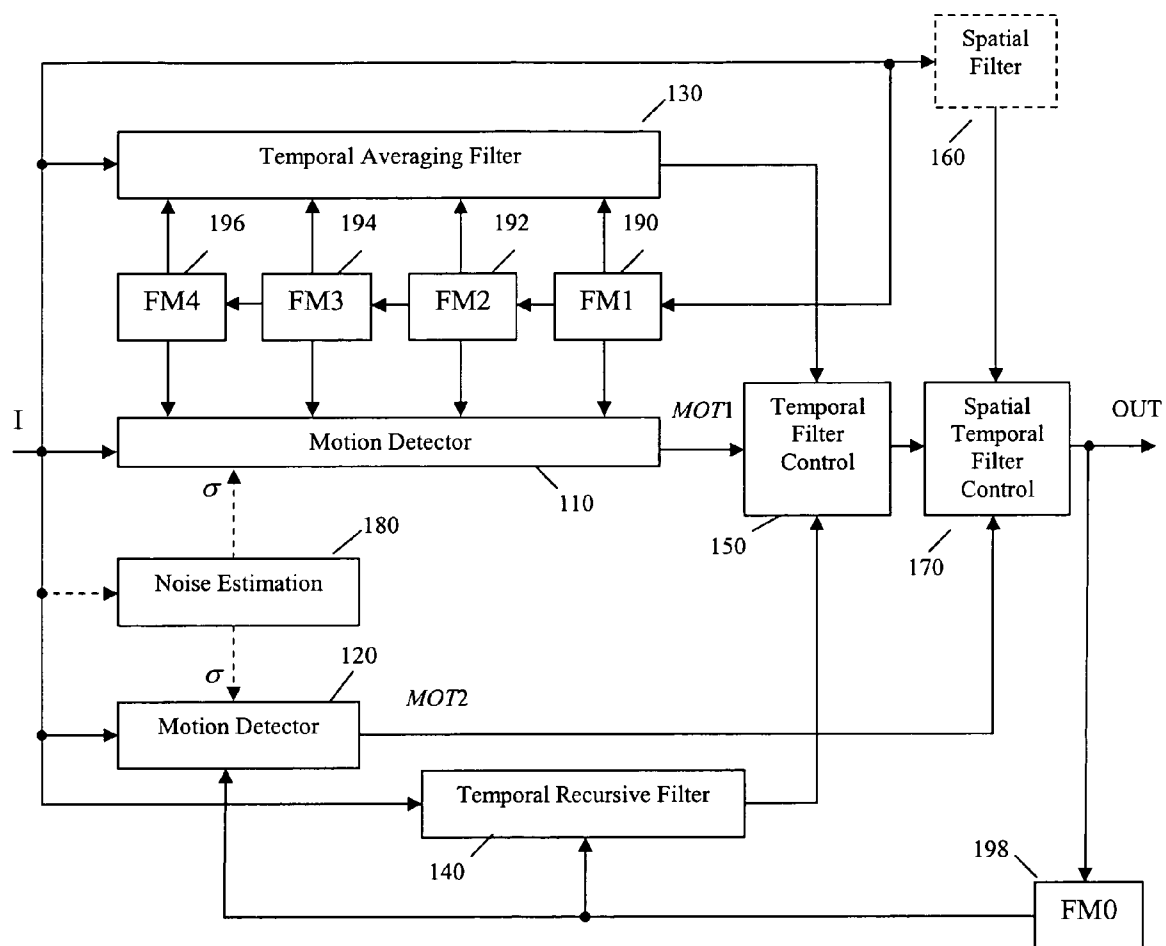 Spatial
Filter
130
160
Temporal Averaging Filter
196
194
192
190
FM4
FM3
FM2
FM1
I
MOT1
Temporal
Filter
Control
Spatial
Temporal
Filter
Control
OUT
Motion Detector
σ
110
150
170
180
Noise Estimation
σ
120
MOT2
Motion Detector
Temporal Recursive Filter
140
198
FM0